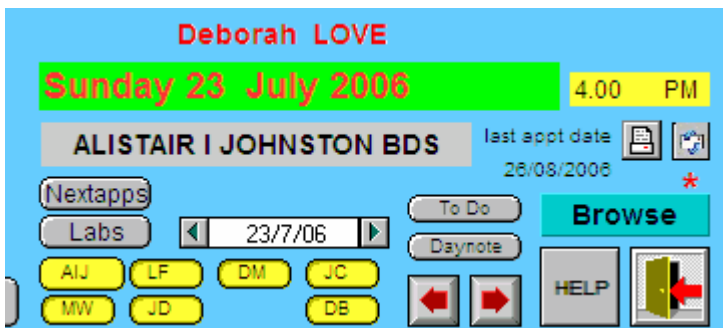 Deborah LOVE
Sunday 23 July 2006
4.00 PM
ALISTAIR I JOHNSTON BDS
last appt date
26/08/2006
*
Nextapps
Labs
23/7/06
To Do
Daynote
Browse
AIJ LF DM JC
MW JD DB
HELP